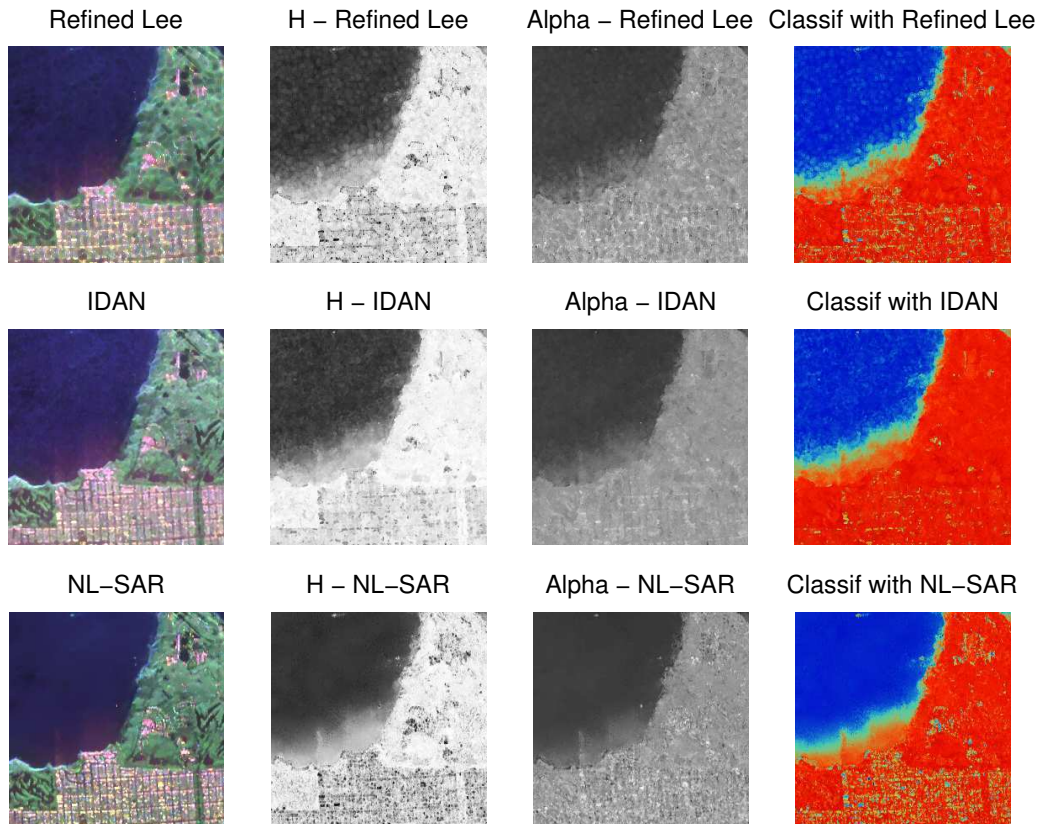 Refined Lee
H − Refined Lee
Alpha − Refined Lee
Classif with Refined Lee
IDAN
H − IDAN
Alpha − IDAN
Classif with IDAN
NL−SAR
H − NL−SAR
Alpha − NL−SAR
Classif with NL−SAR